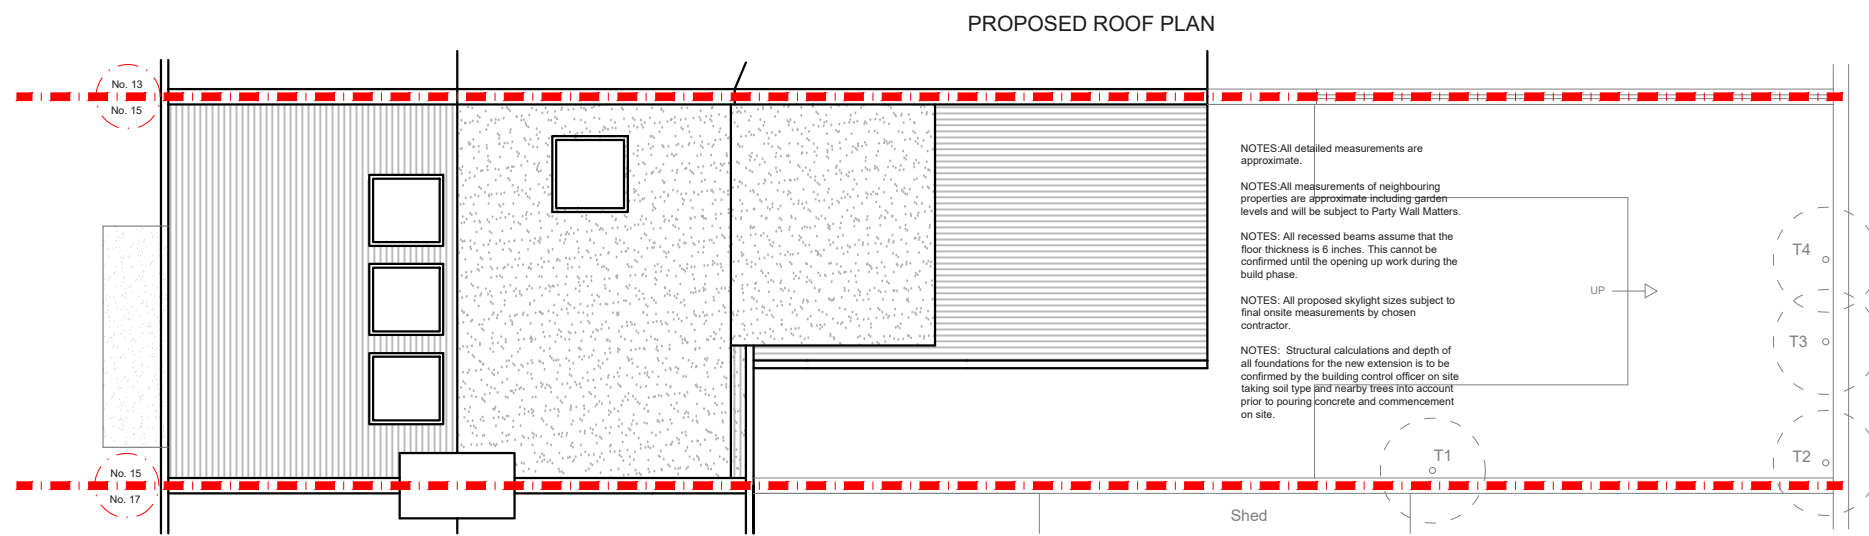 PROPOSED ROOF PLAN
No. 13
No. 15
NOTES:All detailed measurements are
approximate.
NOTES:All measurements of neighbouring
properties are approximate including garden
levels and will be subject to Party Wall Matters.
NOTES: All recessed beams assume that the
floor thickness is 6 inches. This cannot be
confirmed until the opening up work during the
build phase.
NOTES: All proposed skylight sizes subject to
final onsite measurements by chosen
contractor.
NOTES: Structural calculations and depth of
all foundations for the new extension is to be
confirmed by the building control officer on site
taking soil type and nearby trees into account
prior to pouring concrete and commencement
on site.
UP
T4
T3
T1
T2
No. 15
No. 17
Shed